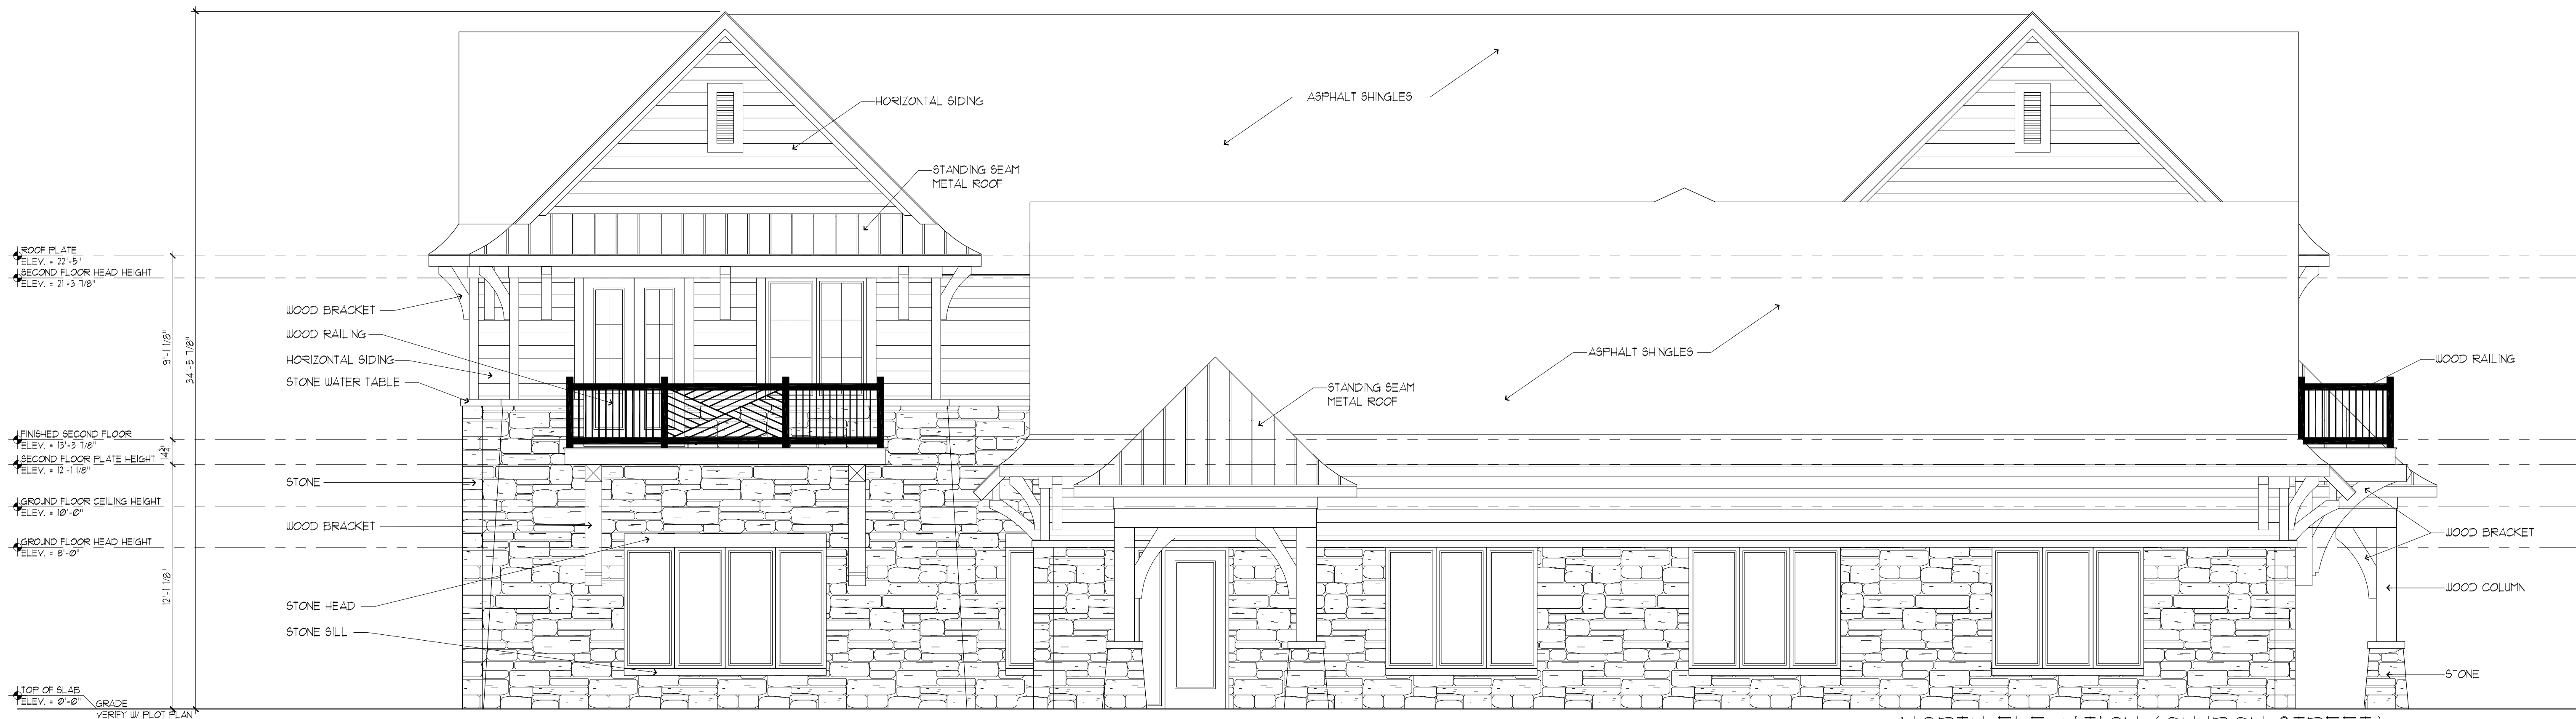 ROOF PLATE
ELEV. = 22'-5"
SECOND FLOOR HEAD HEIGHT
ELEV. = 21'-3 7/8"
FINISHED SECOND FLOOR
ELEV. = 13'-3 7/8"
SECOND FLOOR PLATE HEIGHT
ELEV. = 12'-1 1/8"
GROUND FLOOR CEILING HEIGHT
ELEV. = 10'-0"
GROUND FLOOR HEAD HEIGHT
ELEV. = 8'-0"
TOP OF SLAB
ELEV. = 0'-0"
GRADE
VERIFY W/ PLOT PLAN
9'-1 1/8"
34'-5 7/8"
12'-1 1/8"
WOOD BRACKET
WOOD RAILING
HORIZONTAL SIDING
STONE WATER TABLE
STONE
WOOD BRACKET
STONE HEAD
STONE SILL
HORIZONTAL SIDING
STANDING SEAM
METAL ROOF
ASPHALT SHINGLES
ASPHALT SHINGLES
STANDING SEAM
METAL ROOF
WOOD RAILING
WOOD BRACKET
WOOD COLUMN
STONE